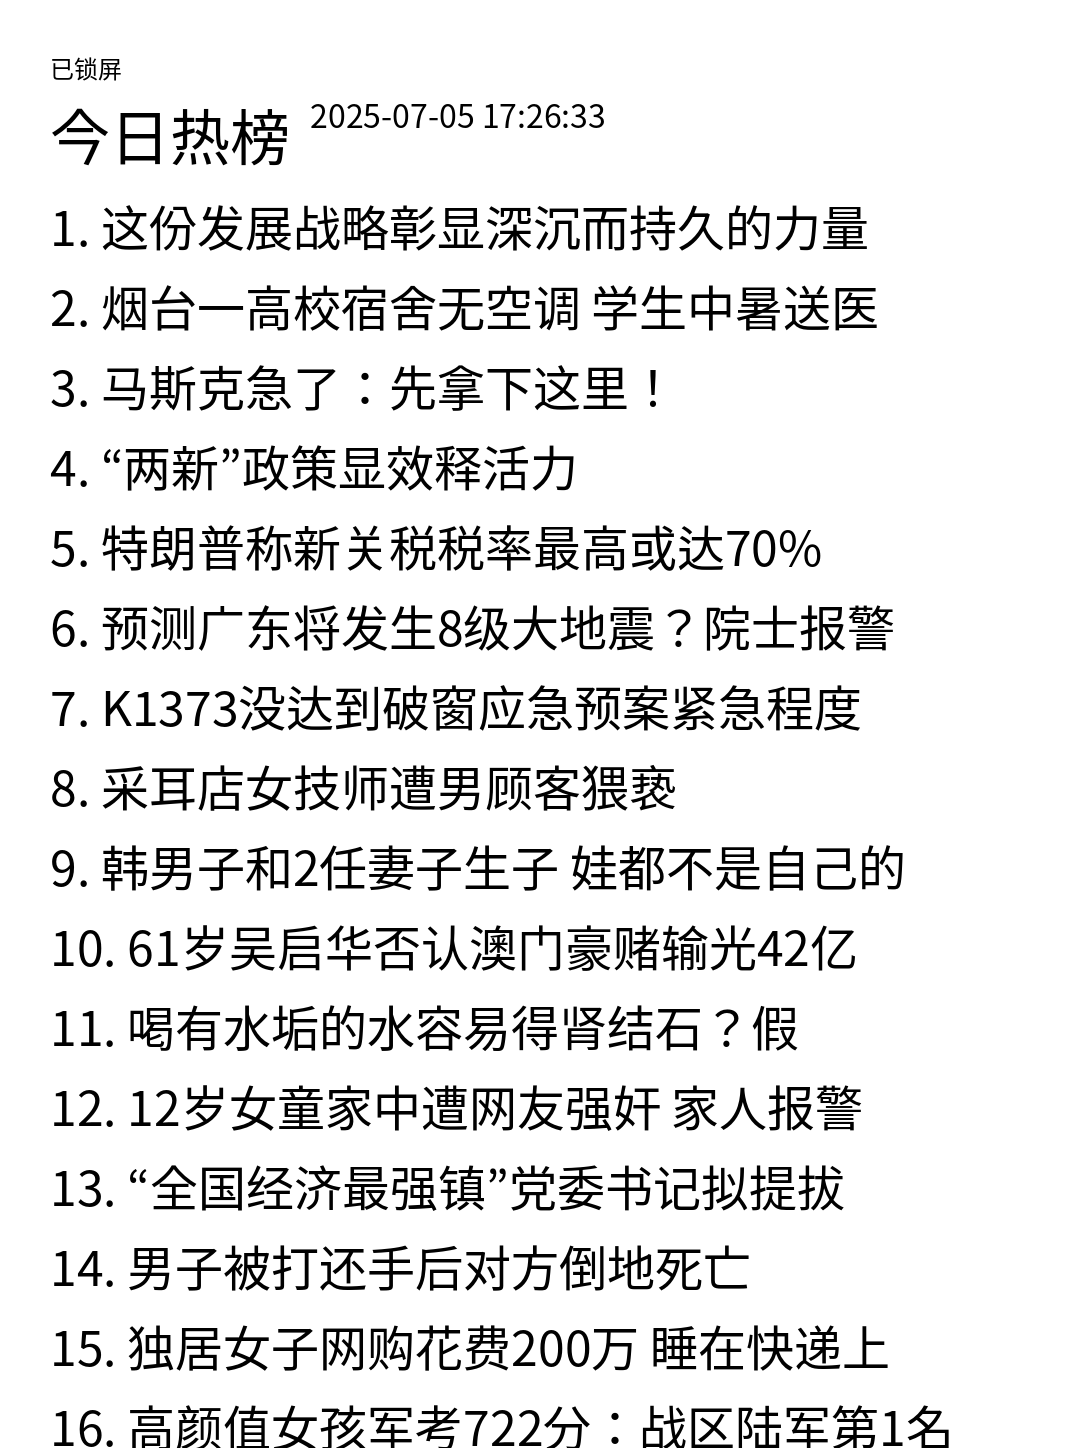 已锁屏
今日热榜 2025-07-05 17:26:33
1. 这份发展战略彰显深沉而持久的力量
2. 烟台一高校宿舍无空调 学生中暑送医
3. 马斯克急了：先拿下这里！
4. “两新”政策显效释活力
5. 特朗普称新关税税率最高或达70%
6. 预测广东将发生8级大地震？院士报警
7. K1373没达到破窗应急预案紧急程度
8. 采耳店女技师遭男顾客猥亵
9. 韩男子和2任妻子生子 娃都不是自己的
10. 61岁吴启华否认澳门豪赌输光42亿
11. 喝有水垢的水容易得肾结石？假
12. 12岁女童家中遭网友强奸 家人报警
13. “全国经济最强镇”党委书记拟提拔
14. 男子被打还手后对方倒地死亡
15. 独居女子网购花费200万 睡在快递上
16. 高颜值女孩军考722分：战区陆军第1名